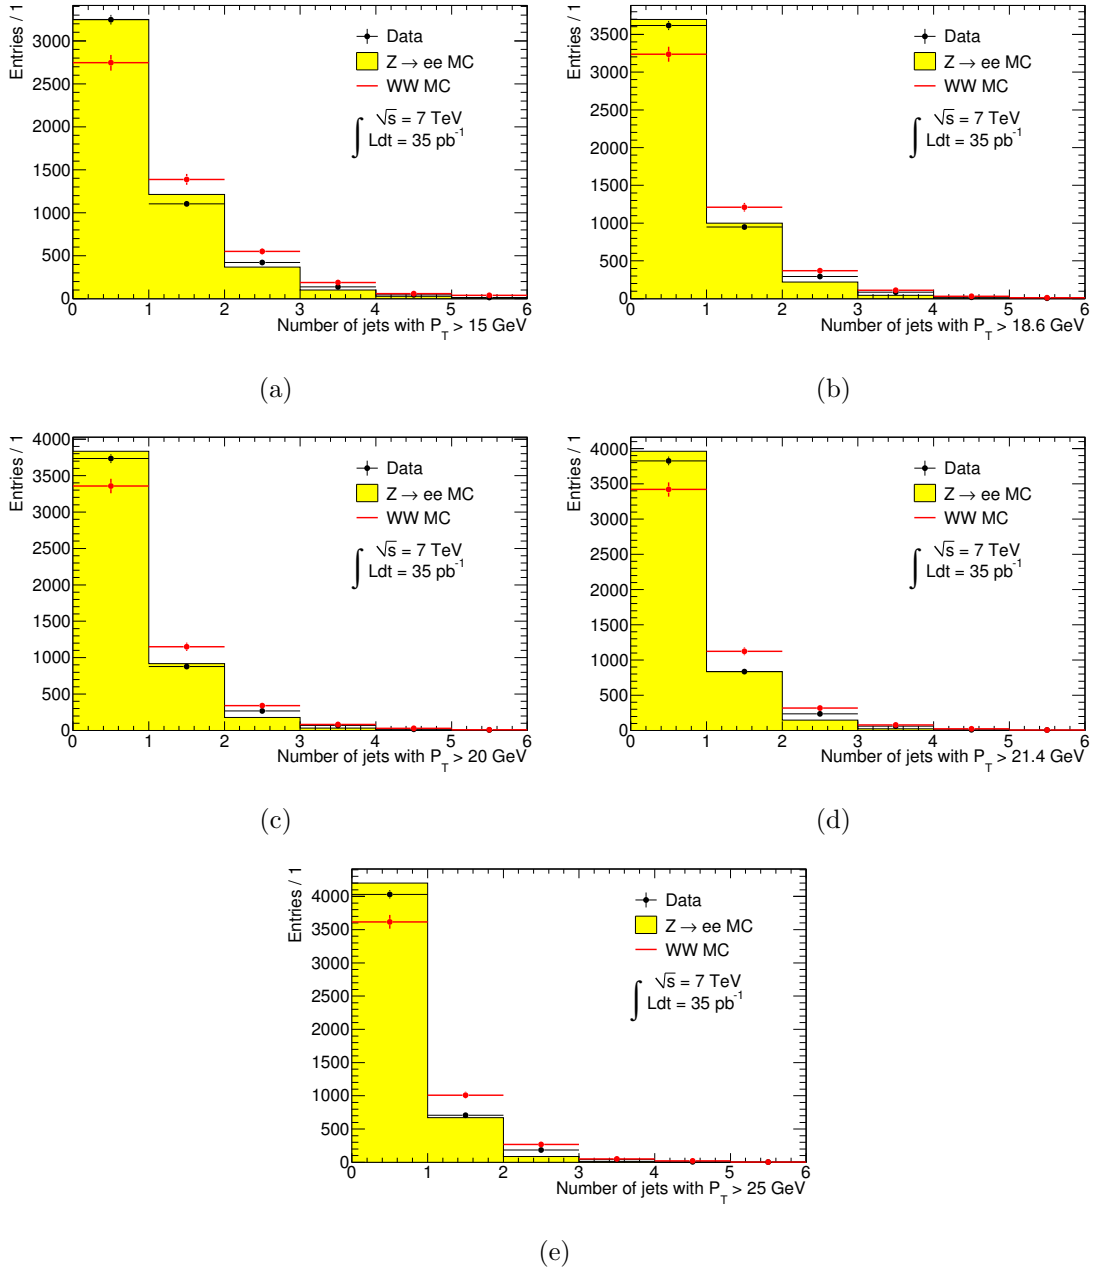 Entries / 1
3000
2500
2000
1500
1000
500
0
Data
Z → ee MC
WW MC
√s = 7 TeV
∫ Ldt = 35 pb⁻¹
0 1 2 3 4 5 6
Number of jets with P_T > 15 GeV
(a)
Entries / 1
3500
3000
2500
2000
1500
1000
500
0
Data
Z → ee MC
WW MC
√s = 7 TeV
∫ Ldt = 35 pb⁻¹
0 1 2 3 4 5 6
Number of jets with P_T > 18.6 GeV
(b)
Entries / 1
4000
3500
3000
2500
2000
1500
1000
500
0
Data
Z → ee MC
WW MC
√s = 7 TeV
∫ Ldt = 35 pb⁻¹
0 1 2 3 4 5 6
Number of jets with P_T > 20 GeV
(c)
Entries / 1
4000
3500
3000
2500
2000
1500
1000
500
0
Data
Z → ee MC
WW MC
√s = 7 TeV
∫ Ldt = 35 pb⁻¹
0 1 2 3 4 5 6
Number of jets with P_T > 21.4 GeV
(d)
Entries / 1
4000
3500
3000
2500
2000
1500
1000
500
0
Data
Z → ee MC
WW MC
√s = 7 TeV
∫ Ldt = 35 pb⁻¹
0 1 2 3 4 5 6
Number of jets with P_T > 25 GeV
(e)